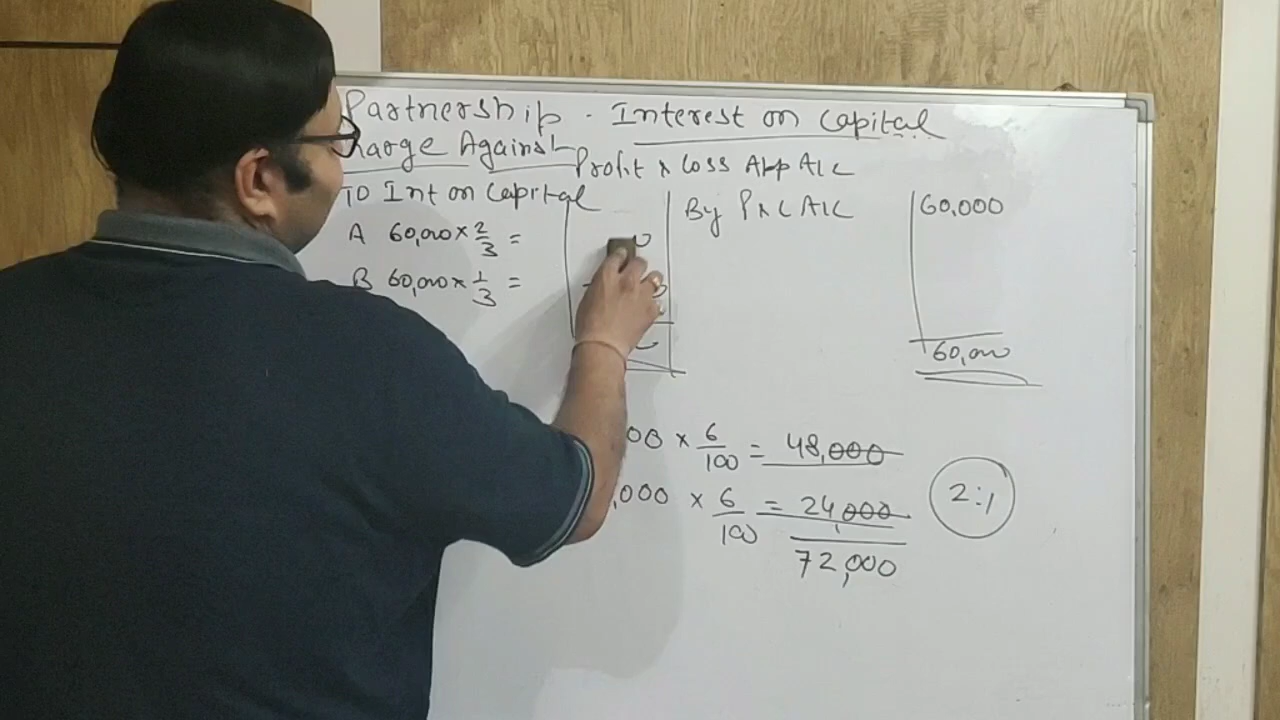 Partnership - Interest on Capital
harge Against
Profit & Loss App A/C
TO Int on Capital
By P&L A/C 60,000
A 60,000 × 2/3 =
B 60,000 × 1/3 =
60,000
00 × 6/100 = 48,000
,000 × 6/100 = 24,000
2:1
72,000